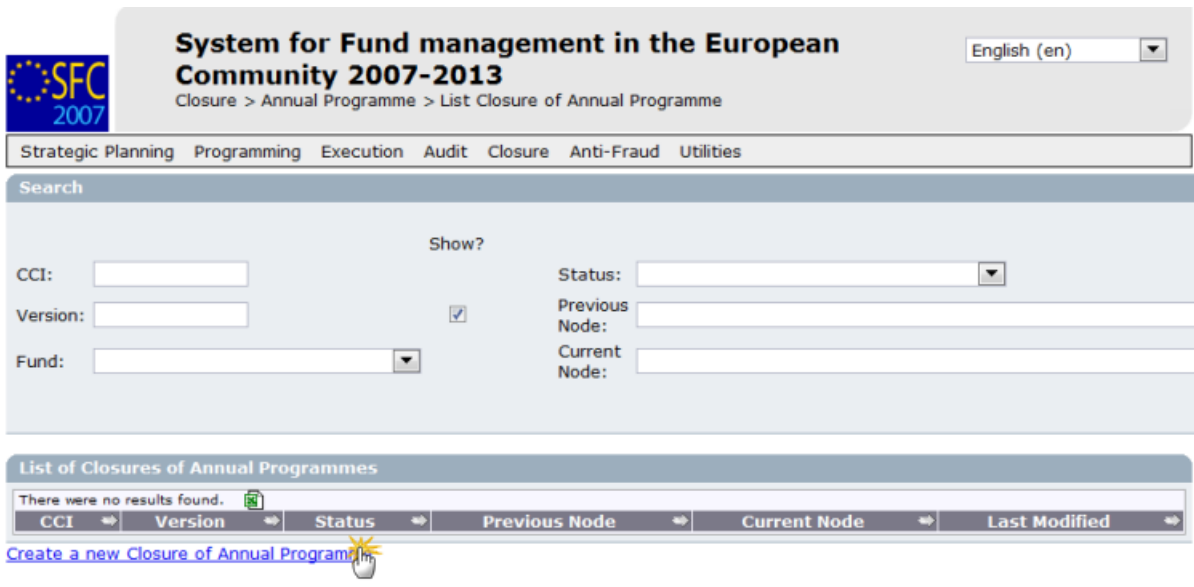 System for Fund management in the European
Community 2007-2013
Closure > Annual Programme > List Closure of Annual Programme
English (en)
SFC
2007
Strategic Planning Programming Execution Audit Closure Anti-Fraud Utilities
Search
Show?
CCI: Status:
Version: Previous
Node:
Fund: Current
Node:
List of Closures of Annual Programmes
There were no results found.
CCI Version Status Previous Node Current Node Last Modified
Create a new Closure of Annual